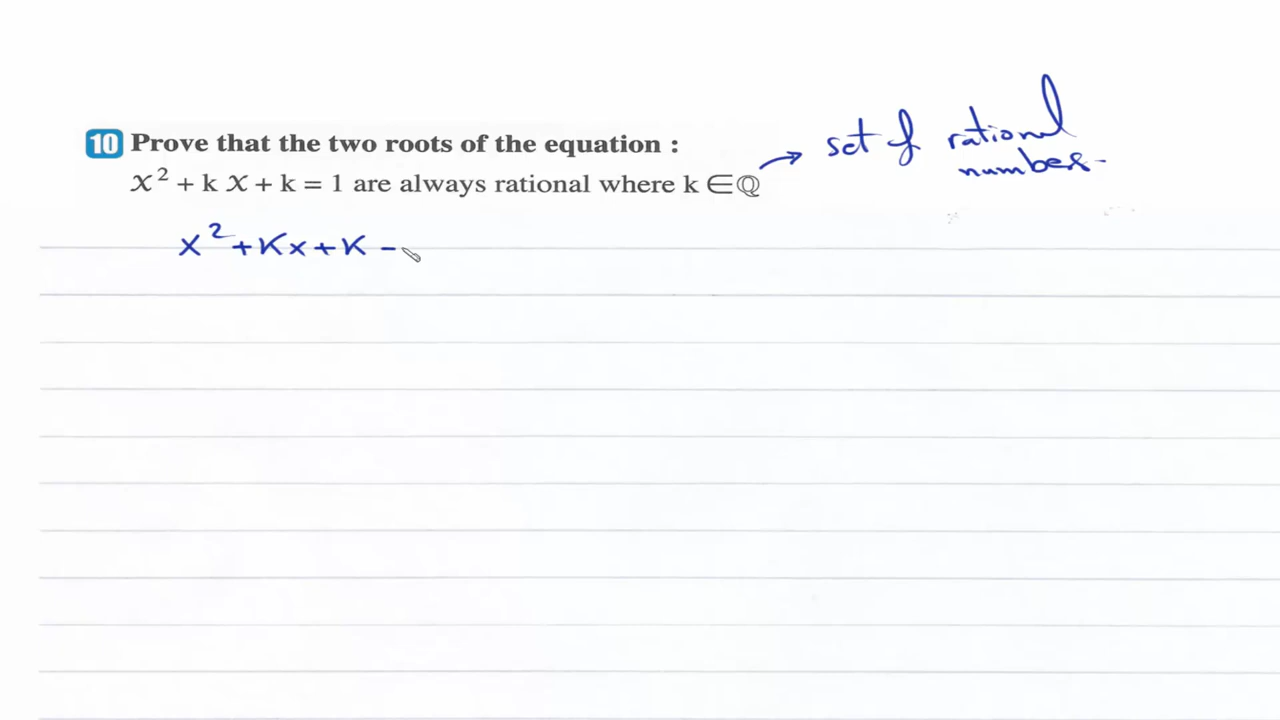 10 Prove that the two roots of the equation :
x² + k x + k = 1 are always rational where k ∈ ℚ
set of rational
numbers.
x² + Kx + K -